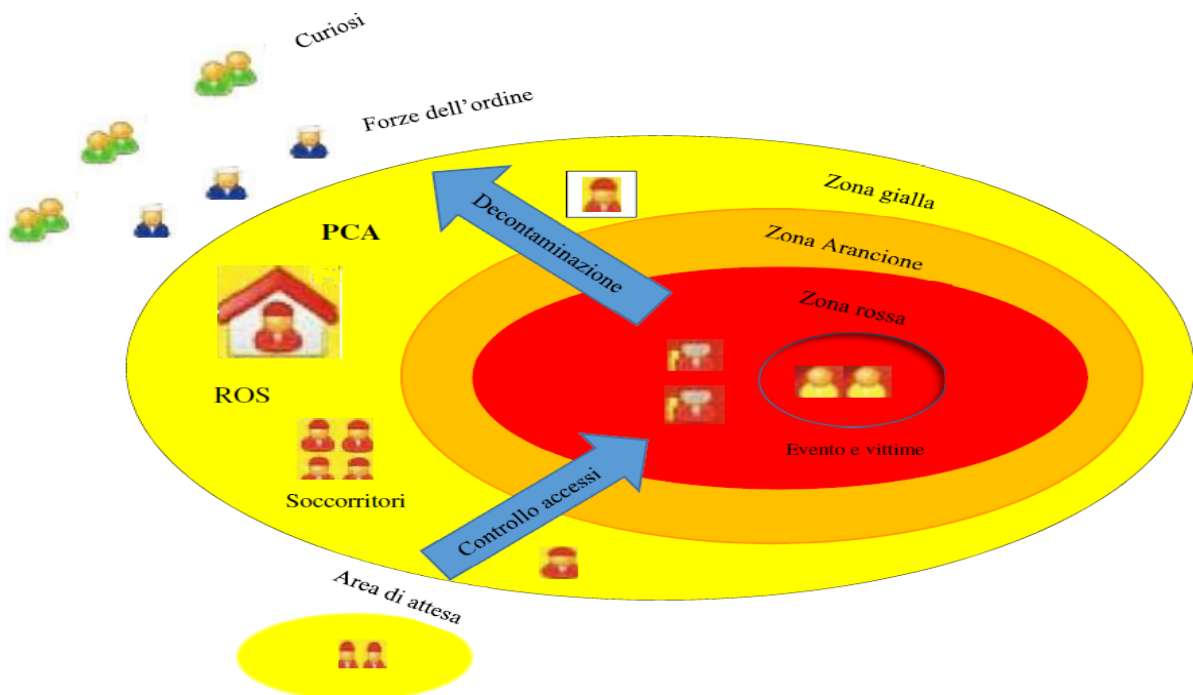 Curiosi
Forze dell’ordine
Zona gialla
Decontaminazione
PCA
Zona Arancione
Zona rossa
ROS
Evento e vittime
Soccorritori
Controllo accessi
Area di attesa